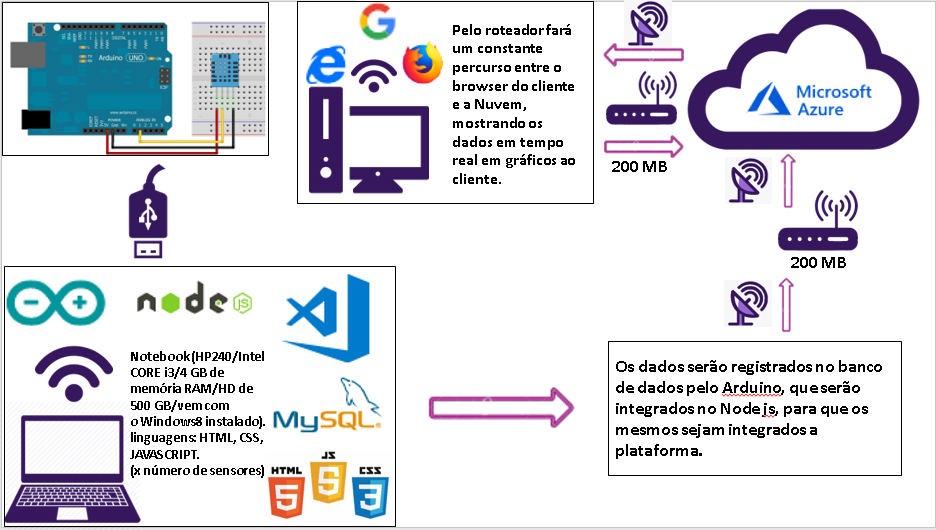 Arduino UNO
Pelo roteador fará
um constante
percurso entre o
browser do cliente
e a Nuvem,
mostrando os
dados em tempo
real em gráficos ao
cliente.
200 MB
Microsoft
Azure
200 MB
node
JS
Notebook(HP240/Intel
CORE i3/4 GB de
memória RAM/HD de
500 GB/vem com
o Windows8 instalado).
linguagens: HTML, CSS,
JAVASCRIPT.
(x número de sensores)
MySQL
HTML
5
JS
5
CSS
3
Os dados serão registrados no banco
de dados pelo Arduino, que serão
integrados no Node.js, para que os
mesmos sejam integrados a
plataforma.